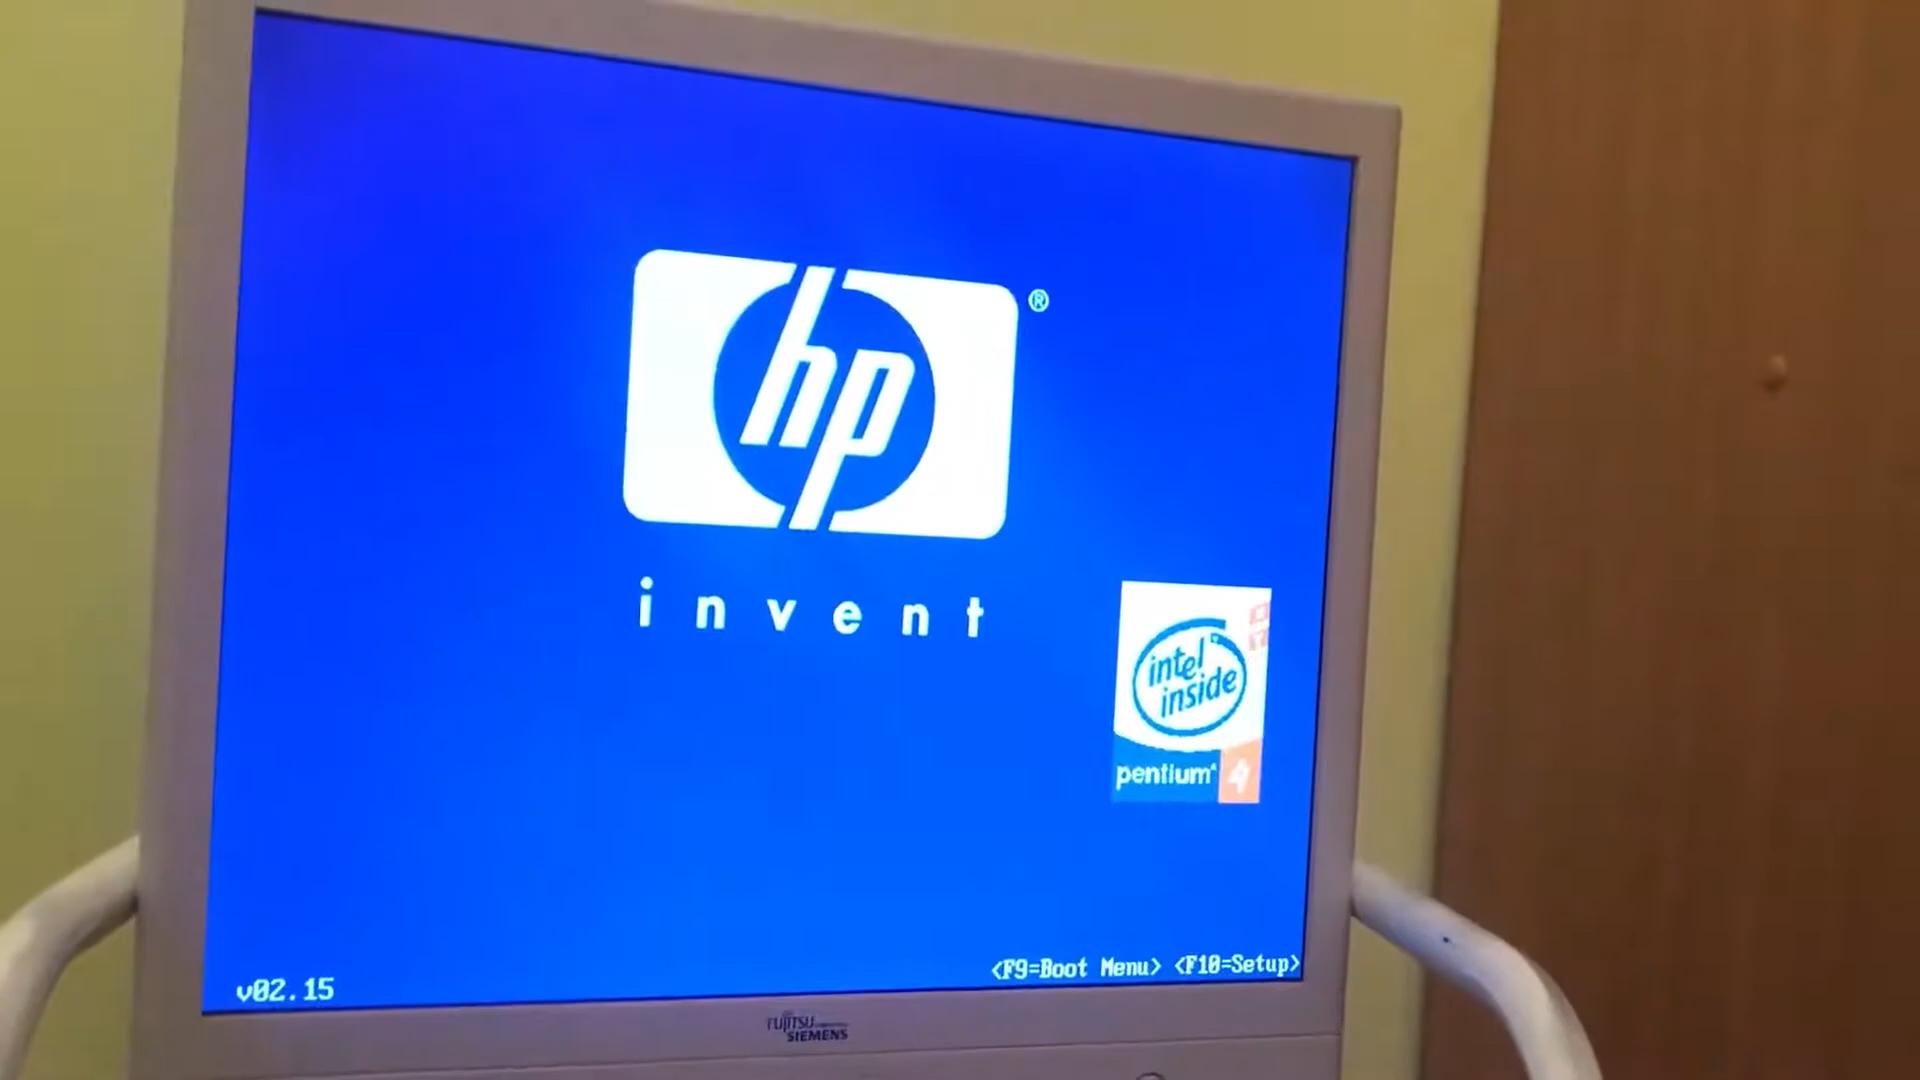 hp®
invent
intel
inside
pentium 4
<F9=Boot Menu> <F10=Setup>
v02.15
FUJITSU
SIEMENS